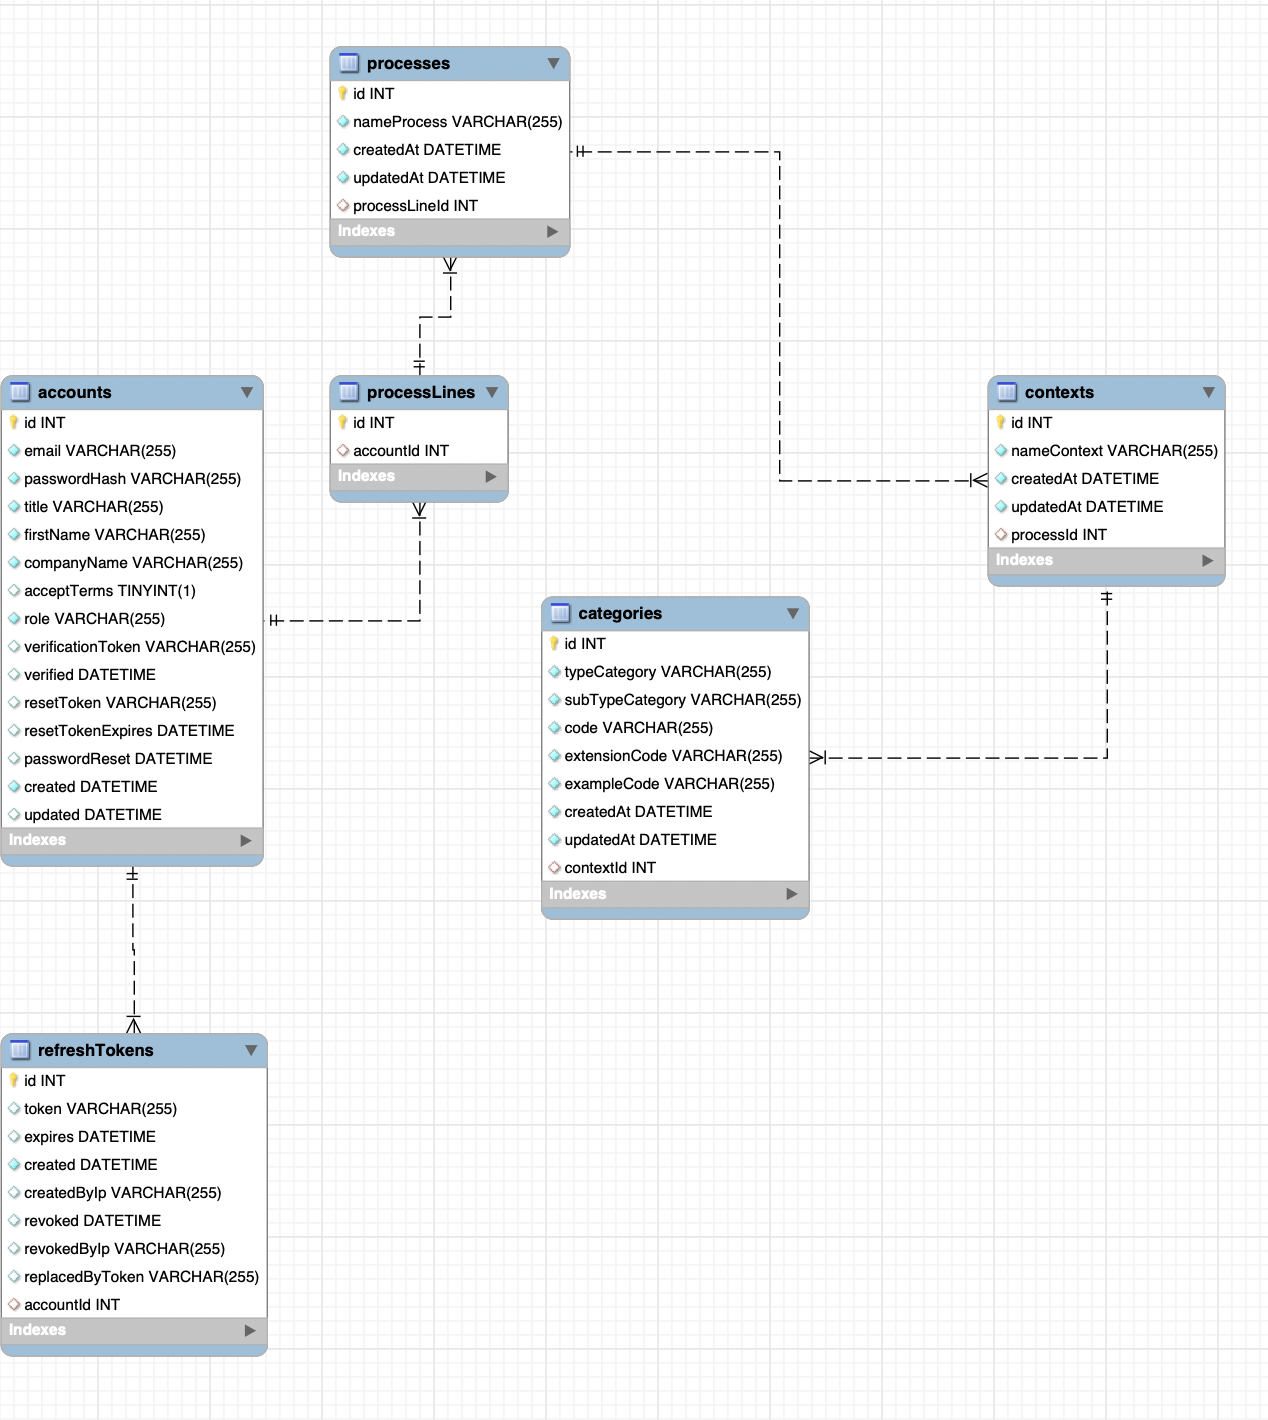 processes
id INT
nameProcess VARCHAR(255)
createdAt DATETIME
updatedAt DATETIME
processLineId INT
Indexes
accounts
id INT
email VARCHAR(255)
passwordHash VARCHAR(255)
title VARCHAR(255)
firstName VARCHAR(255)
companyName VARCHAR(255)
acceptTerms TINYINT(1)
role VARCHAR(255)
verificationToken VARCHAR(255)
verified DATETIME
resetToken VARCHAR(255)
resetTokenExpires DATETIME
passwordReset DATETIME
created DATETIME
updated DATETIME
Indexes
processLines
id INT
accountId INT
Indexes
contexts
id INT
nameContext VARCHAR(255)
createdAt DATETIME
updatedAt DATETIME
processId INT
Indexes
categories
id INT
typeCategory VARCHAR(255)
subTypeCategory VARCHAR(255)
code VARCHAR(255)
extensionCode VARCHAR(255)
exampleCode VARCHAR(255)
createdAt DATETIME
updatedAt DATETIME
contextId INT
Indexes
refreshTokens
id INT
token VARCHAR(255)
expires DATETIME
created DATETIME
createdByIp VARCHAR(255)
revoked DATETIME
revokedByIp VARCHAR(255)
replacedByToken VARCHAR(255)
accountId INT
Indexes